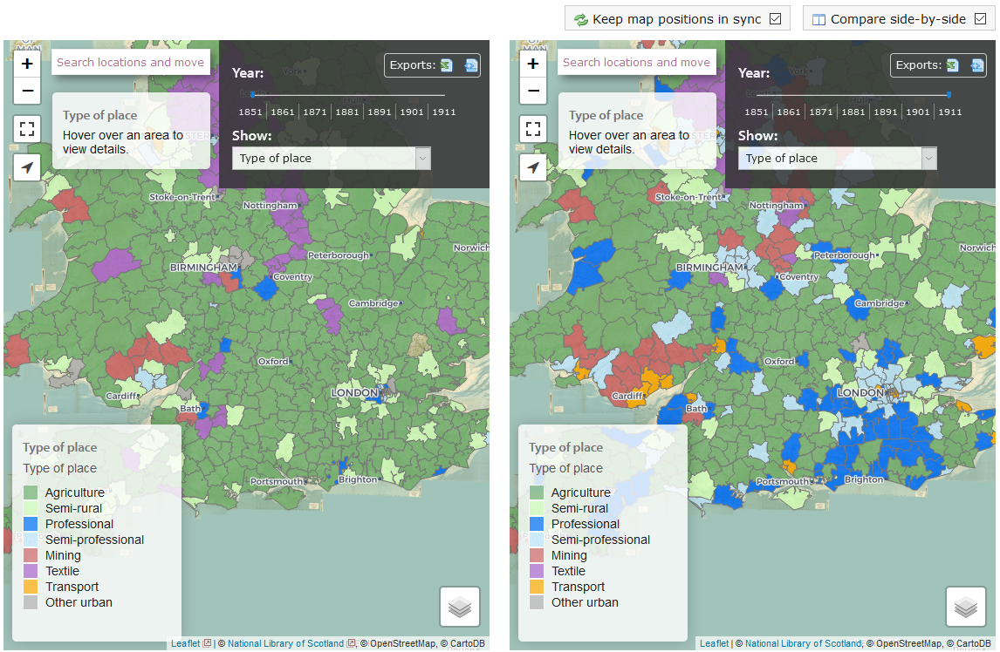 Keep map positions in sync
Compare side-by-side
+
−
Search locations and move
Year:
Exports:
1851 1861 1871 1881 1891 1901 1911
Show:
Type of place
Type of place
Hover over an area to
view details.
Stoke-on-Trent
Nottingham
Norwich
BIRMINGHAM
Peterborough
Coventry
Cambridge
Oxford
Cardiff
LONDON
Bath
Portsmouth
Brighton
Type of place
Type of place
Agriculture
Semi-rural
Professional
Semi-professional
Mining
Textile
Transport
Other urban
Leaflet | © National Library of Scotland, © OpenStreetMap, © CartoDB
+
−
Search locations and move
Year:
Exports:
1851 1861 1871 1881 1891 1901 1911
Show:
Type of place
Type of place
Hover over an area to
view details.
Stoke-on-Trent
Nottingham
Norwich
BIRMINGHAM
Peterborough
Coventry
Cambridge
Oxford
Cardiff
LONDON
Bath
Portsmouth
Brighton
Type of place
Type of place
Agriculture
Semi-rural
Professional
Semi-professional
Mining
Textile
Transport
Other urban
Leaflet | © National Library of Scotland, © OpenStreetMap, © CartoDB